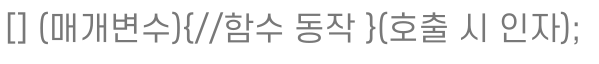 [] (매개변수){//함수 동작 }(호출 시 인자);